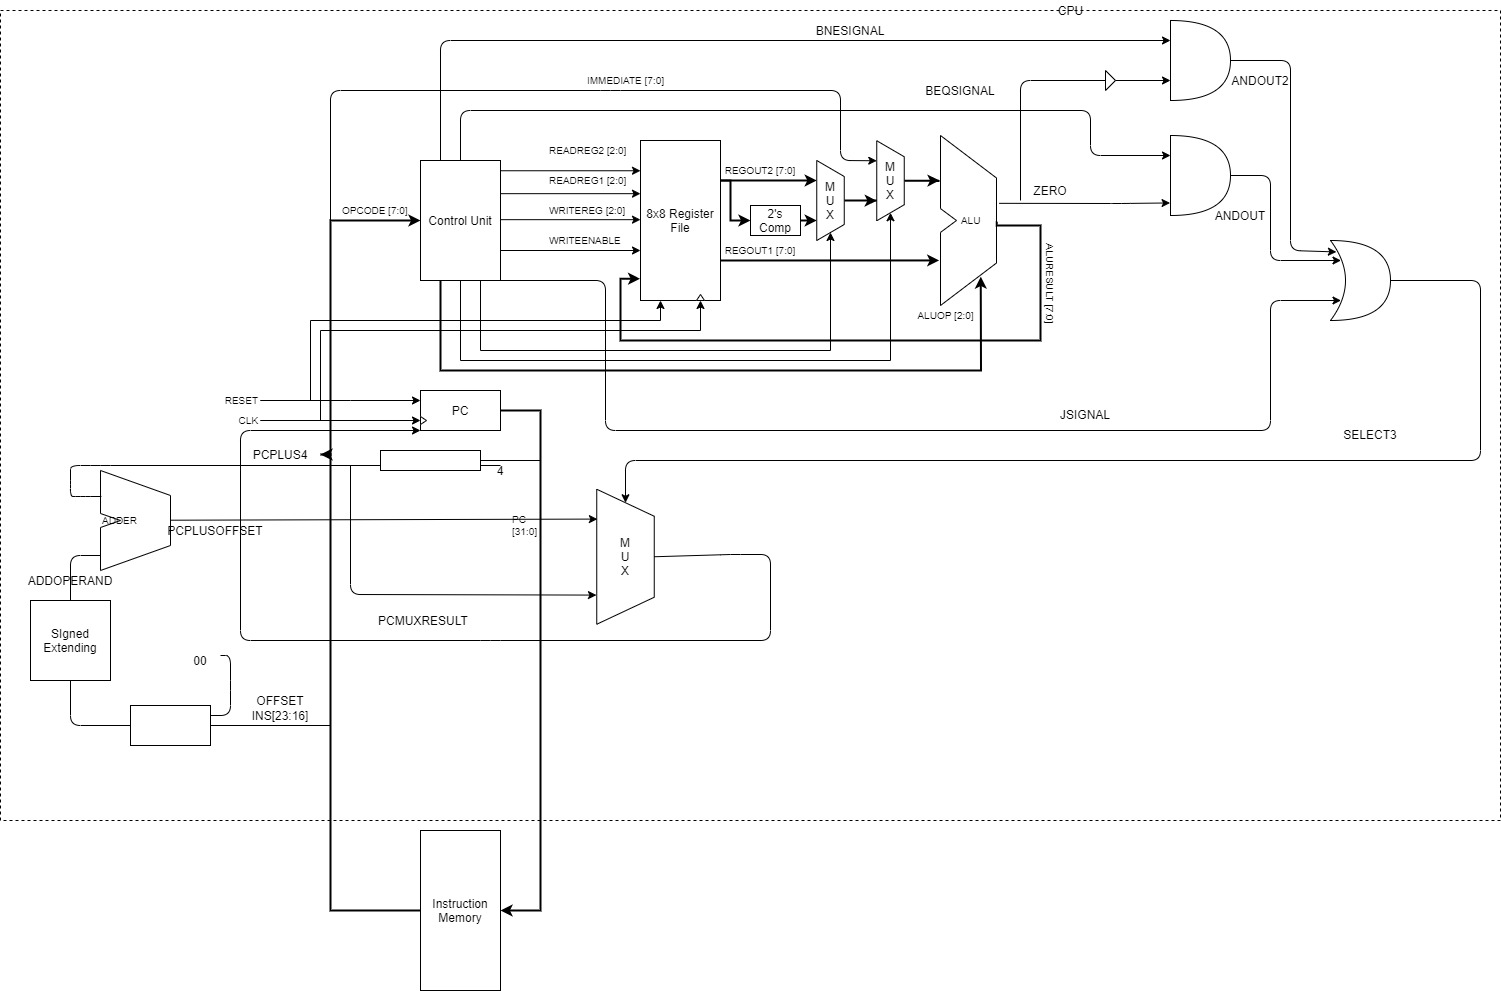 CPU
BNESIGNAL
IMMEDIATE [7:0]
ANDOUT2
BEQSIGNAL
READREG2 [2:0]
REGOUT2 [7:0]
M
U
X
READREG1 [2:0]
M
U
X
ZERO
OPCODE [7:0]
WRITEREG [2:0]
Control Unit
8x8 Register
File
2's
Comp
ALU
ANDOUT
WRITEENABLE
REGOUT1 [7:0]
ALURESULT [7:0]
ALUOP [2:0]
RESET
CLK
PC
JSIGNAL
SELECT3
PCPLUS4
4
ADDER
PCPLUSOFFSET
PC
[31:0]
M
U
X
ADDOPERAND
PCMUXRESULT
SIgned
Extending
00
OFFSET
INS[23:16]
Instruction
Memory